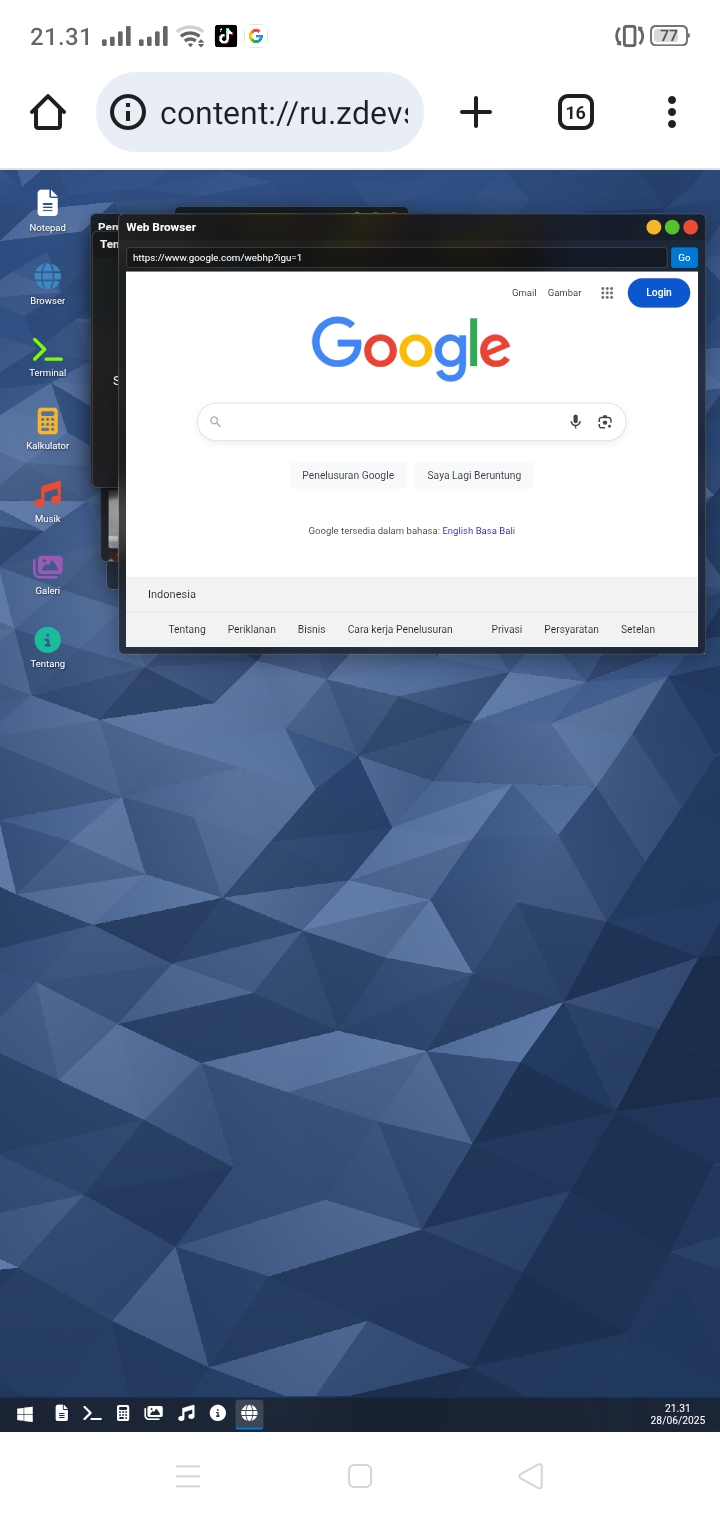 21.31
77
content://ru.zdevs
16
Notepad
Browser
Terminal
Kalkulator
Musik
Galeri
Tentang
Pen
Ten
S
Web Browser
https://www.google.com/webhp?igu=1
Go
Gmail Gambar Login
Google
Penelusuran Google Saya Lagi Beruntung
Google tersedia dalam bahasa: English Basa Bali
Indonesia
Tentang Periklanan Bisnis Cara kerja Penelusuran Privasi Persyaratan Setelan
21.31
28/06/2025